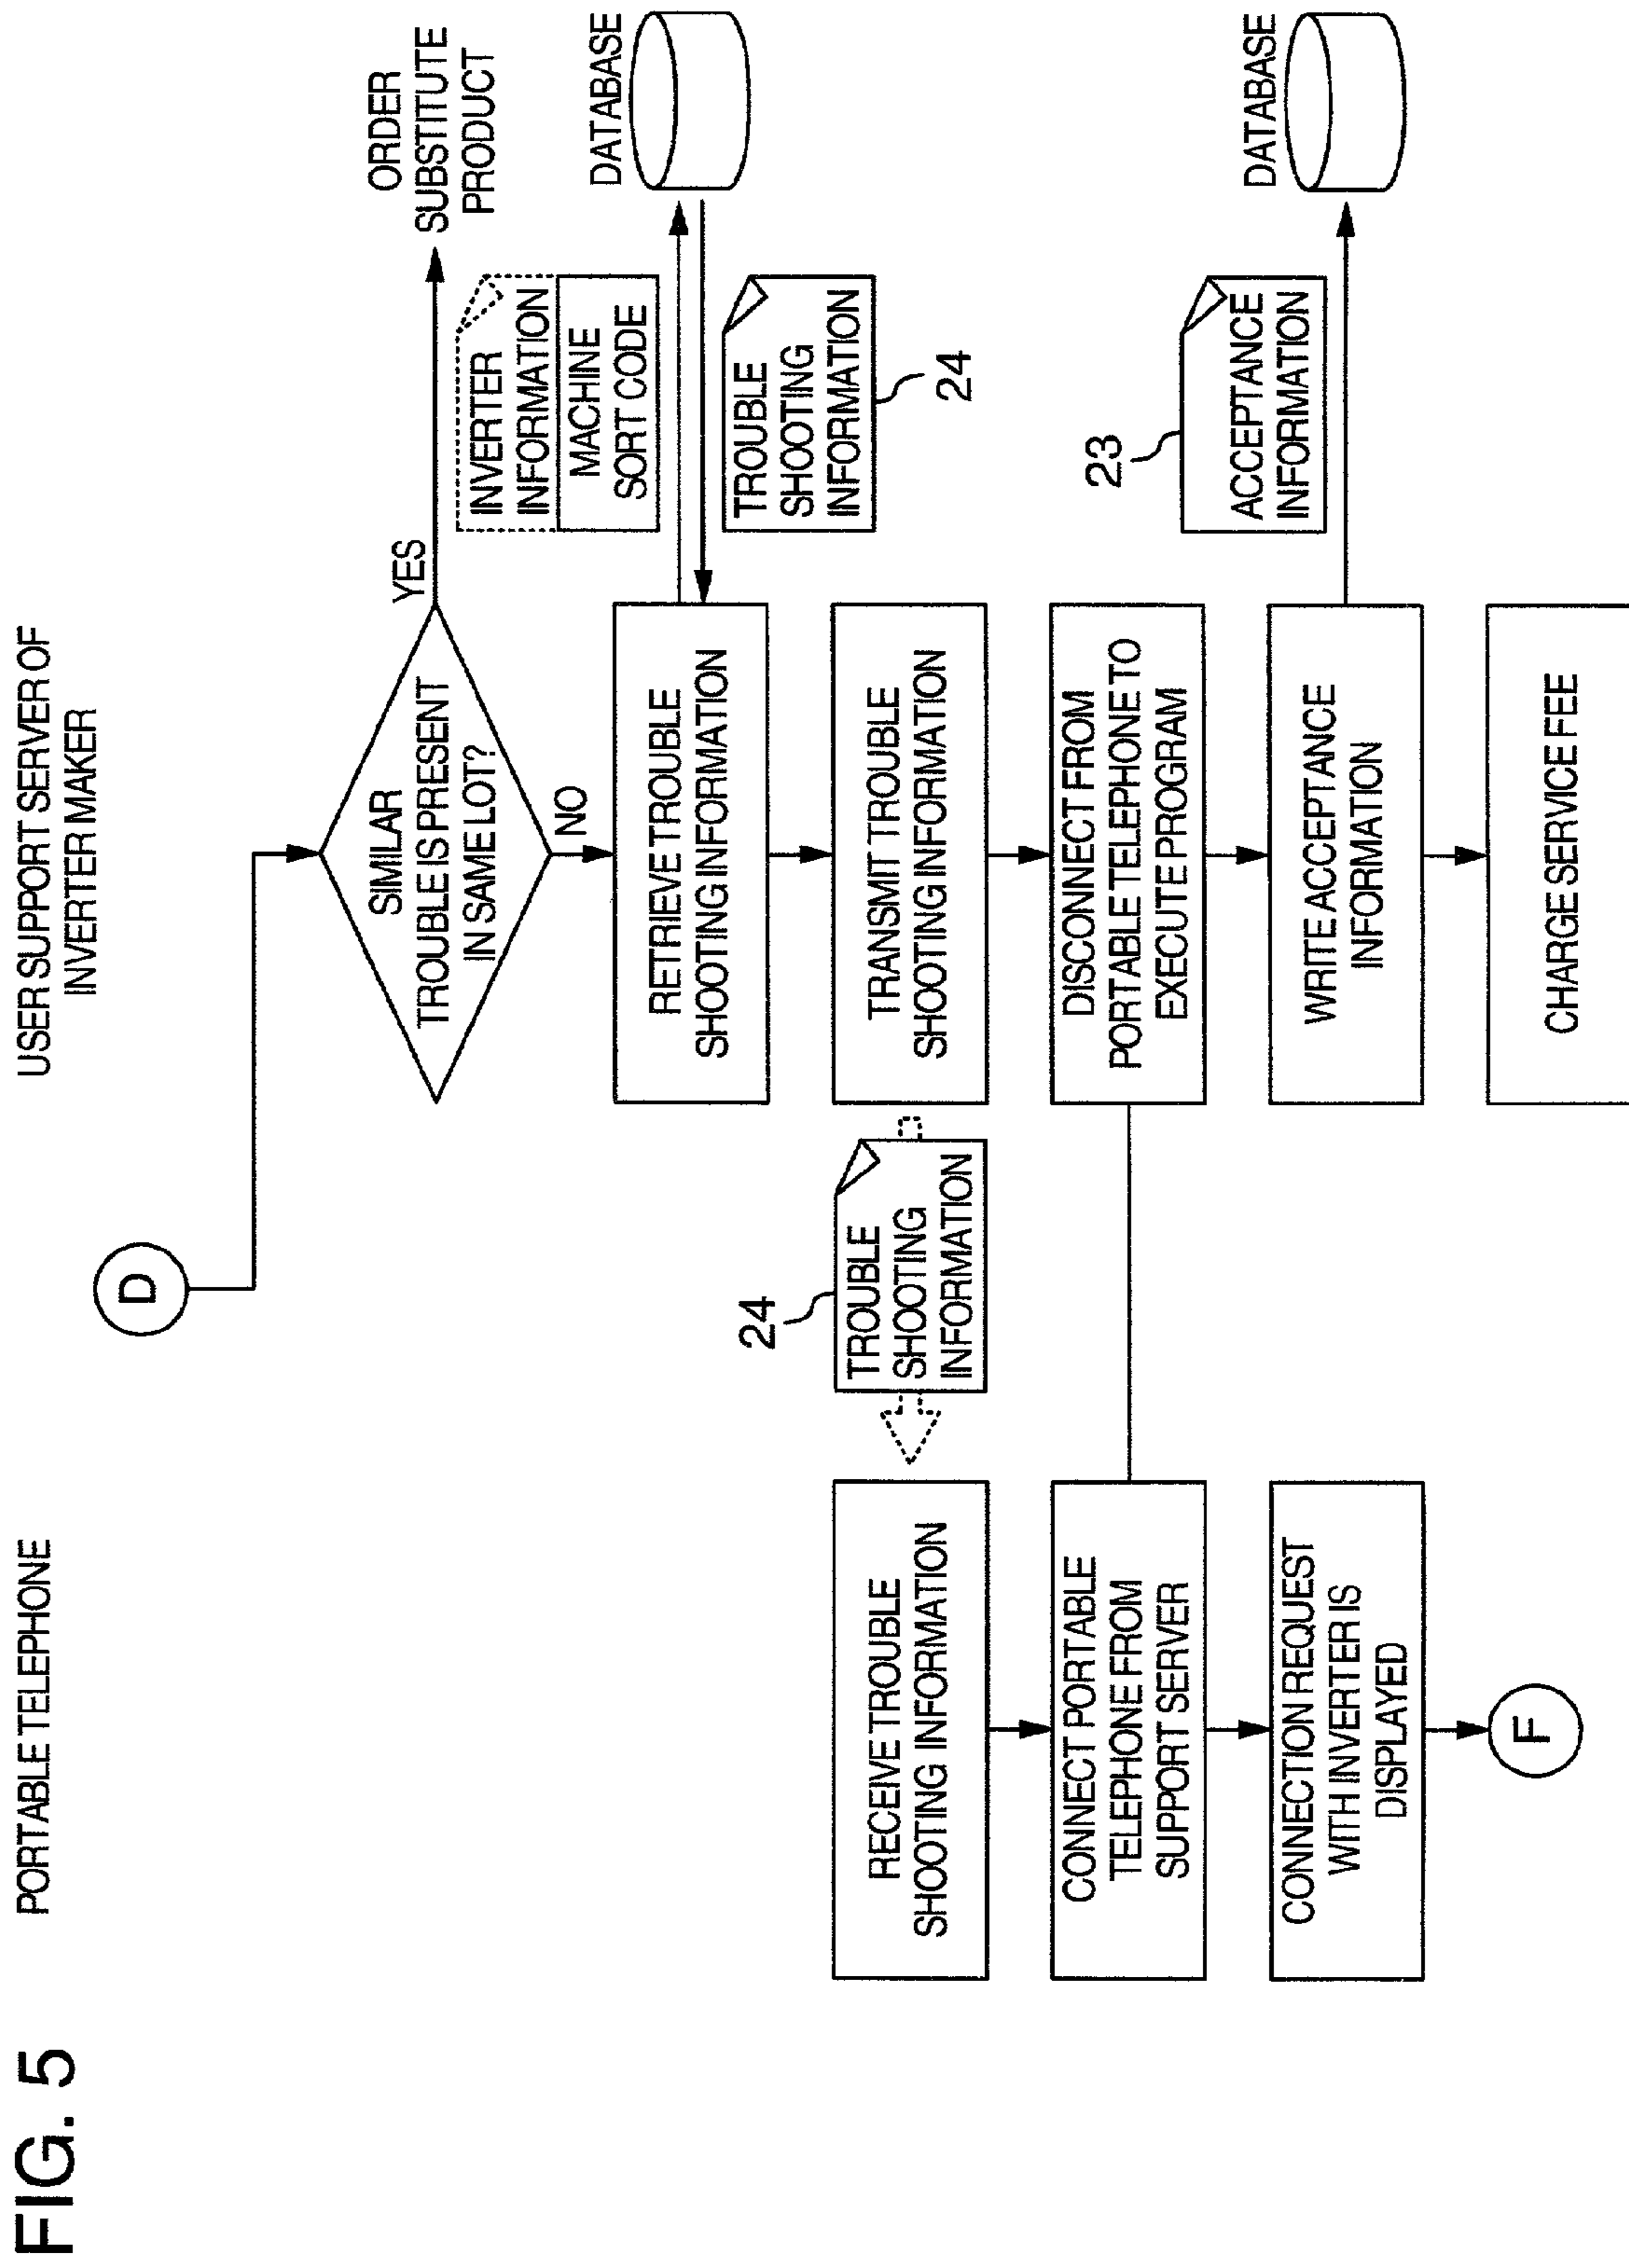 FIG. 5
PORTABLE TELEPHONE
USER SUPPORT SERVER OF
INVERTER MAKER
D
SIMILAR
TROUBLE IS PRESENT
IN SAME LOT?
YES
ORDER
SUBSTITUTE
PRODUCT
NO
INVERTER
INFORMATION
MACHINE
SORT CODE
DATABASE
RETRIEVE TROUBLE
SHOOTING INFORMATION
TROUBLE
SHOOTING
INFORMATION
24
24
TROUBLE
SHOOTING
INFORMATION
RECEIVE TROUBLE
SHOOTING INFORMATION
TRANSMIT TROUBLE
SHOOTING INFORMATION
CONNECT PORTABLE
TELEPHONE FROM
SUPPORT SERVER
DISCONNECT FROM
PORTABLE TELEPHONE TO
EXECUTE PROGRAM
23
ACCEPTANCE
INFORMATION
DATABASE
CONNECTION REQUEST
WITH INVERTER IS
DISPLAYED
WRITE ACCEPTANCE
INFORMATION
F
CHARGE SERVICE FEE